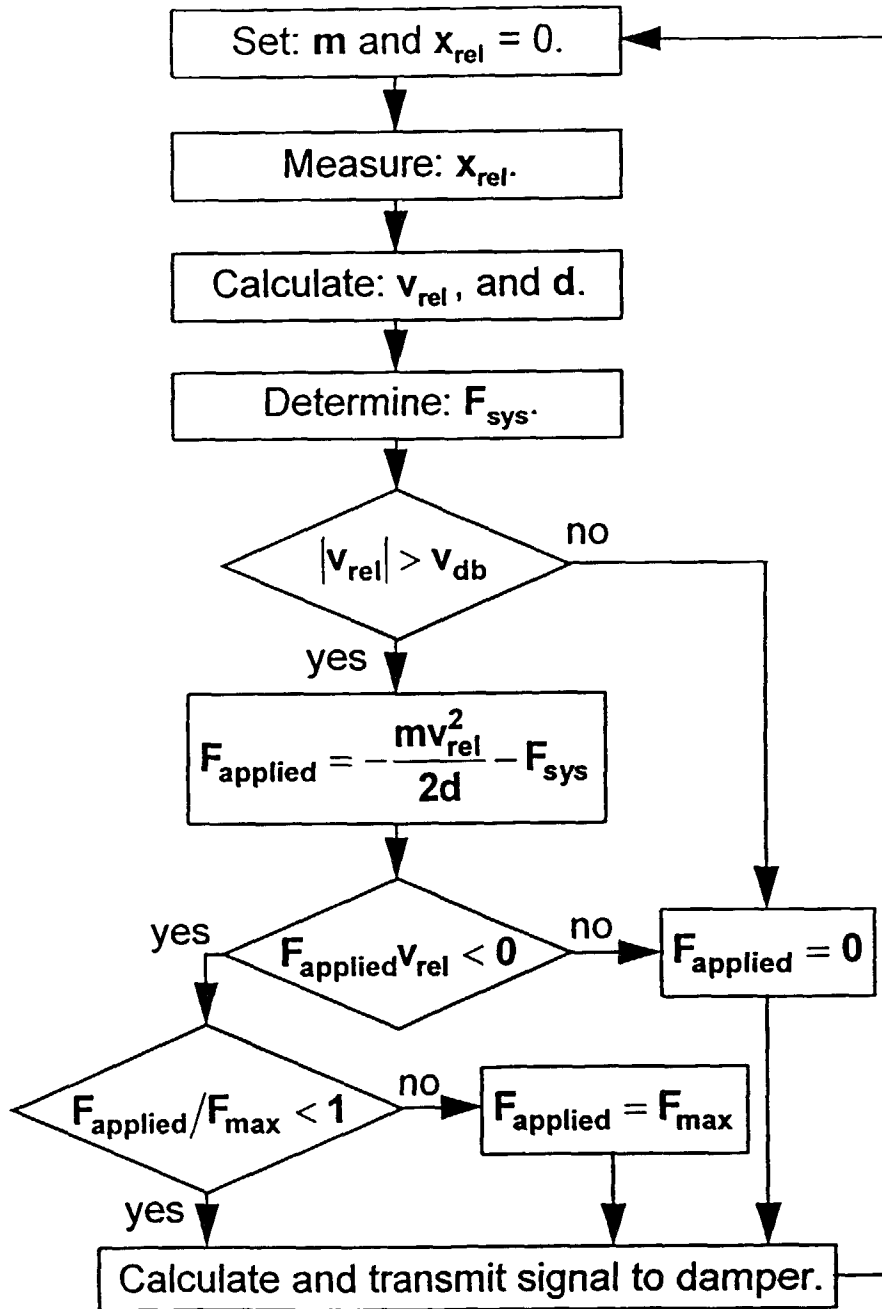 Set: m and x_rel = 0.
Measure: x_rel.
Calculate: v_rel, and d.
Determine: F_sys.
|v_rel| > v_db
no
yes
F_applied = - mv_rel^2 / 2d - F_sys
yes
F_applied v_rel < 0
no
F_applied = 0
F_applied/F_max < 1
no
F_applied = F_max
yes
Calculate and transmit signal to damper.